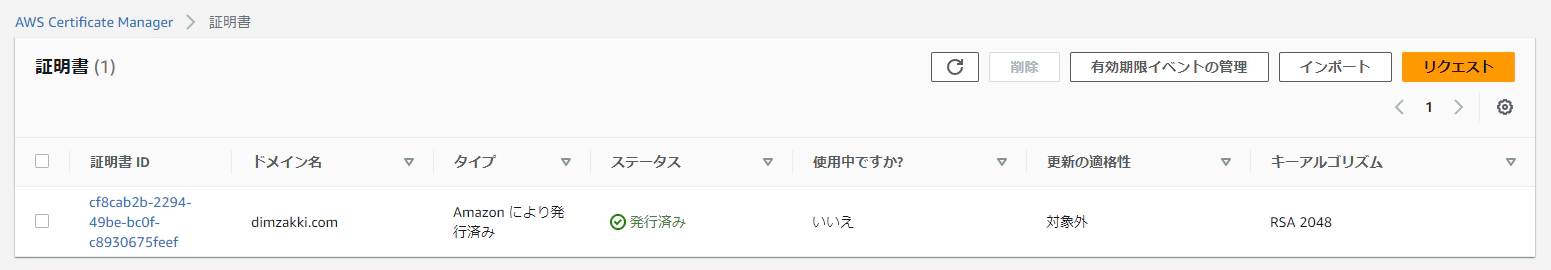 AWS Certificate Manager > 証明書
証明書 (1)
削除 有効期限イベントの管理 インポート リクエスト
1
証明書 ID ドメイン名 タイプ ステータス 使用中ですか? 更新の適格性 キーアルゴリズム
cf8cab2b-2294-
49be-bc0f-
c8930675feef
dimzakki.com
Amazon により発
行済み
発行済み
いいえ
対象外
RSA 2048